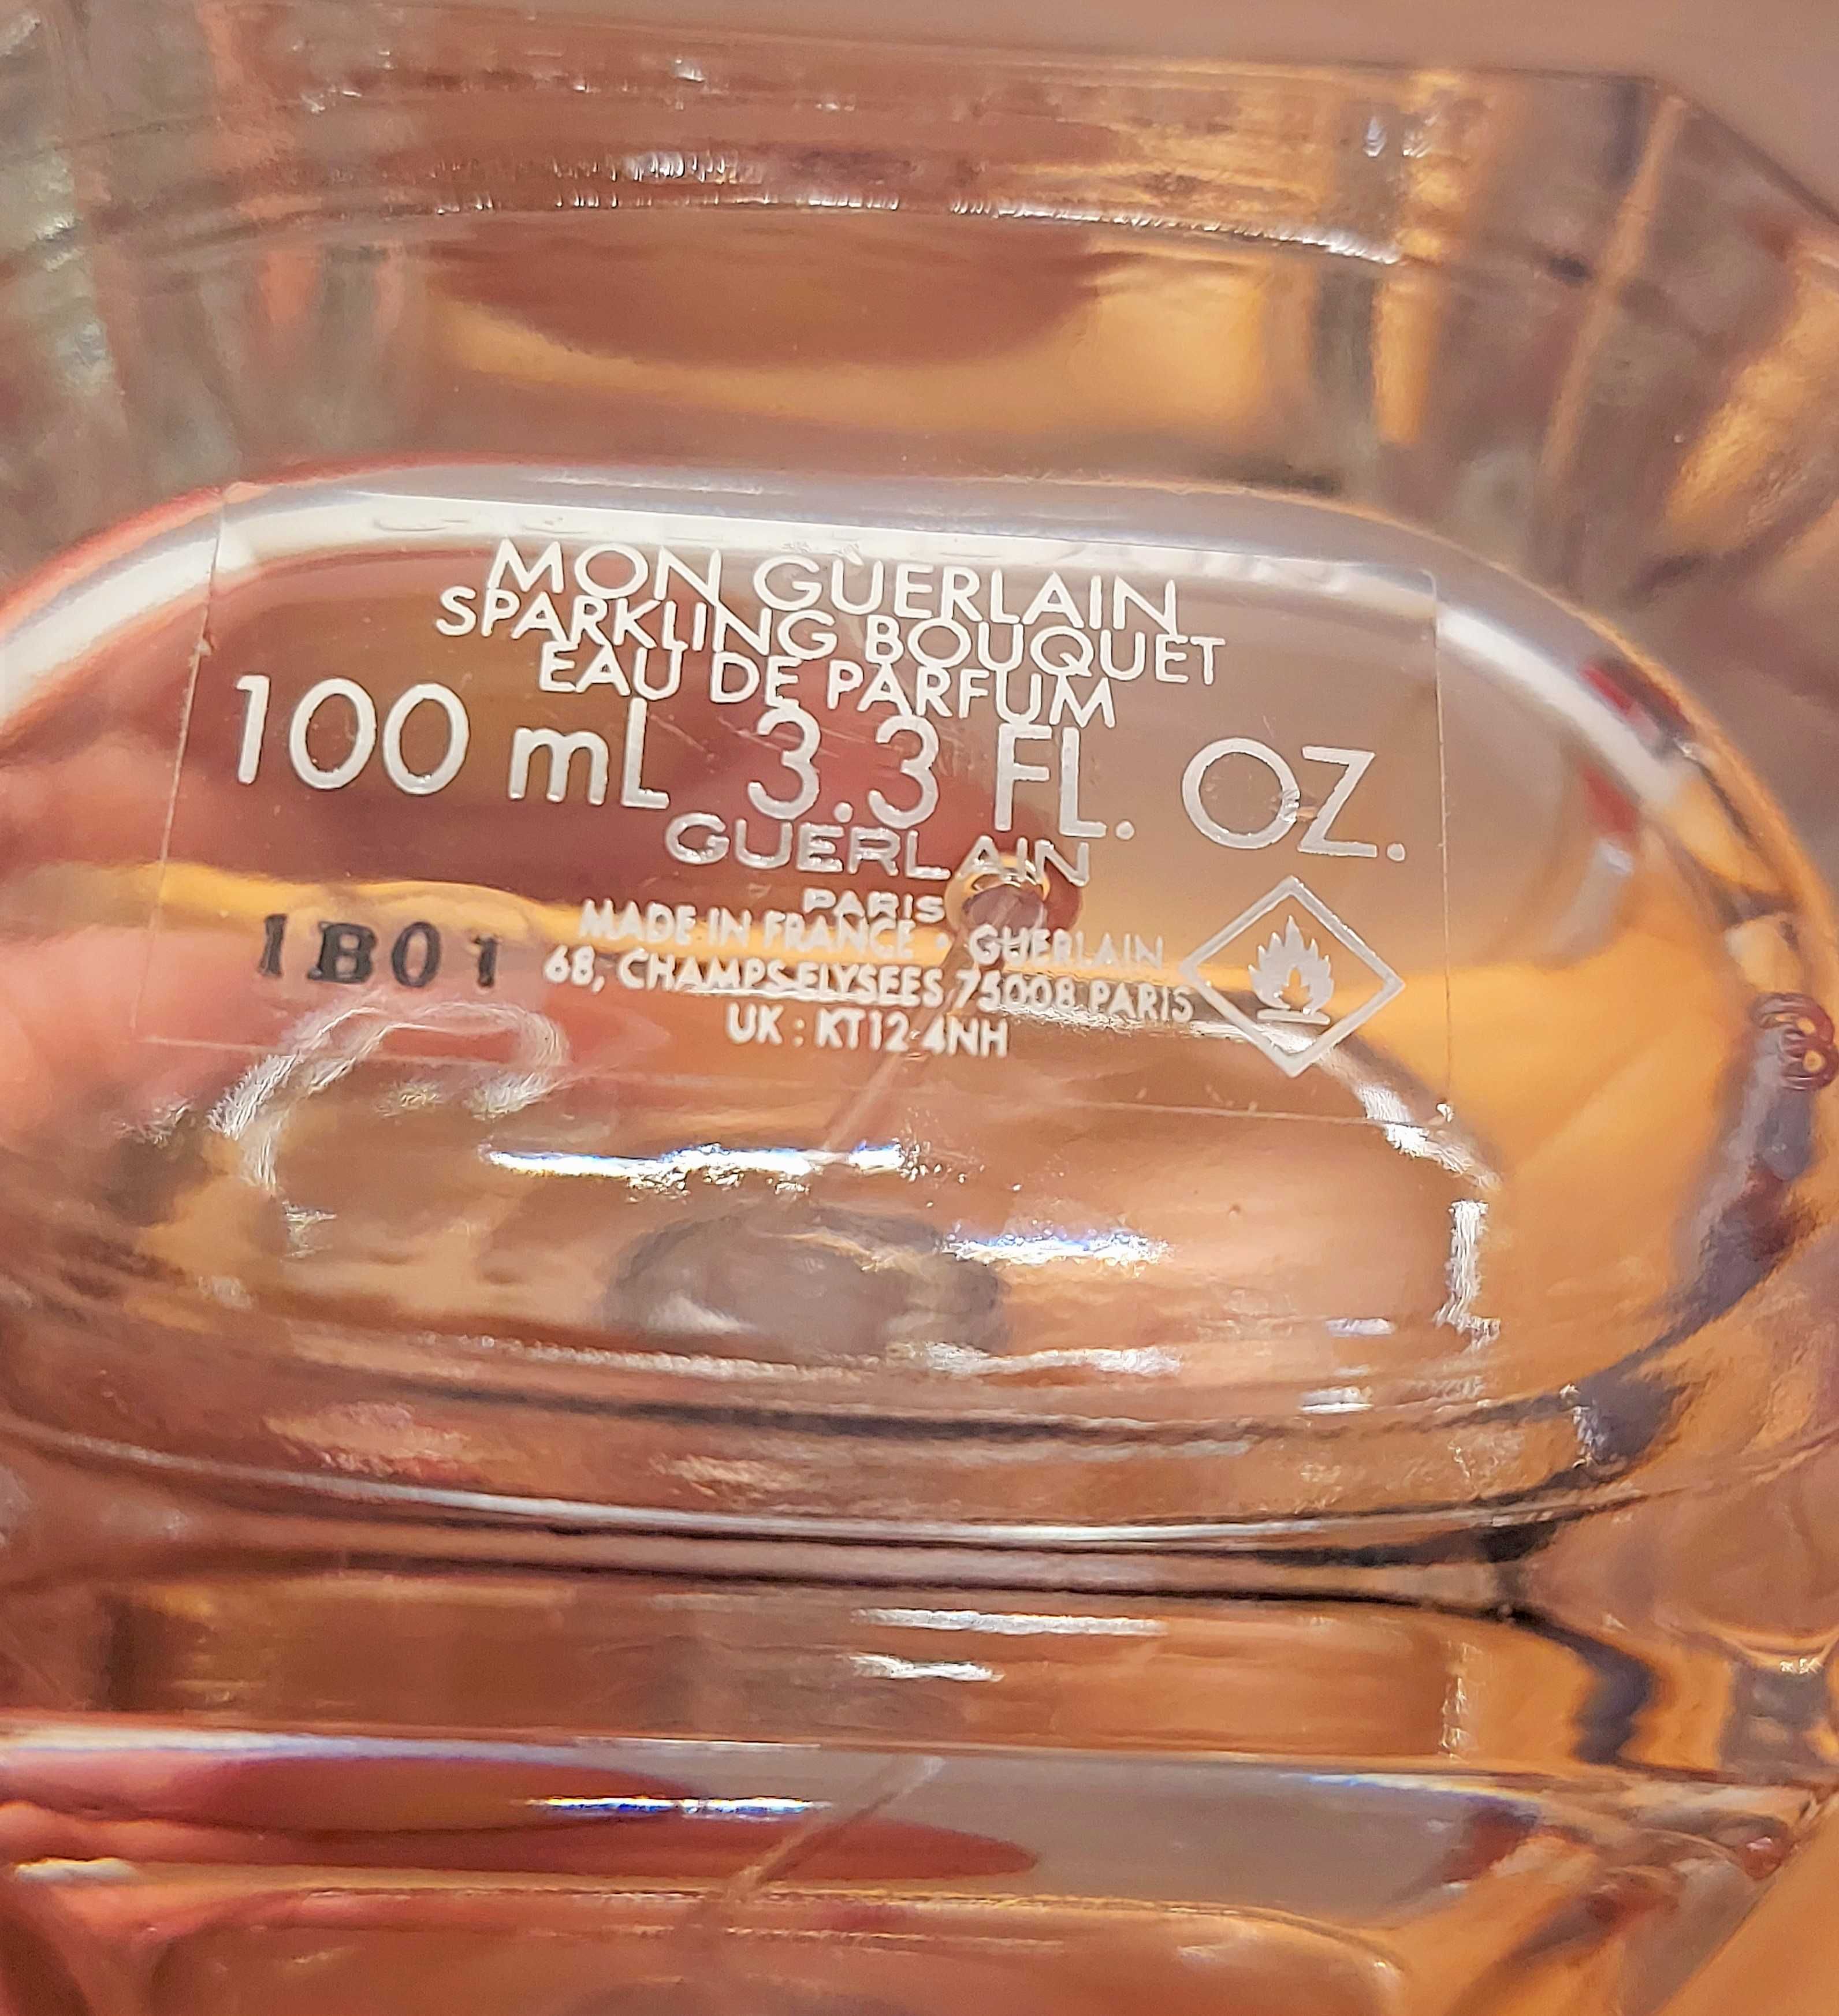 MON GUERLAIN
SPARKLING BOUQUET
EAU DE PARFUM
100 mL 3.3 FL. OZ.
GUERLAIN
PARIS
MADE IN FRANCE • GUERLAIN
68, CHAMPS-ELYSEES 75008 PARIS
UK : KT12 4NH
1B01